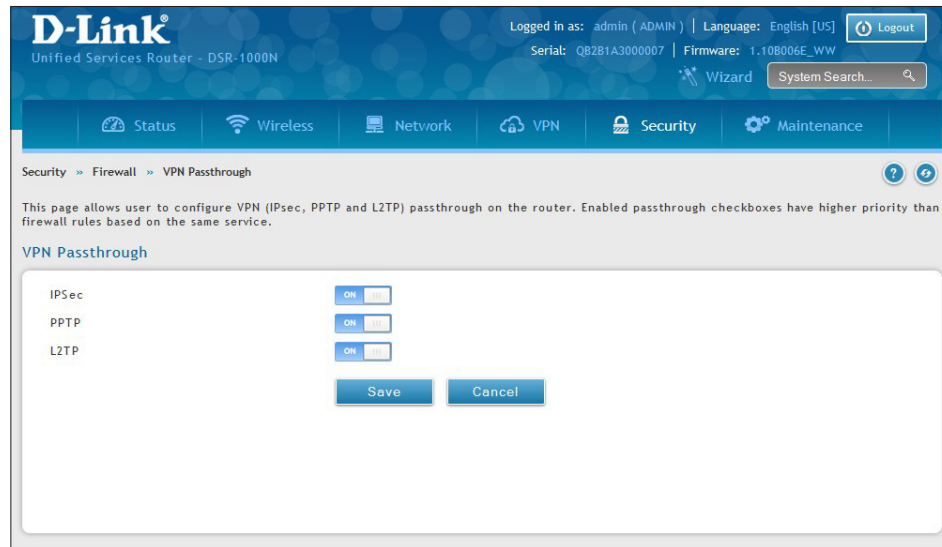 D-Link®
Unified Services Router - DSR-1000N
Logged in as: admin ( ADMIN ) | Language: English [US]
Logout
Serial: QB2B1A3000007 | Firmware: 1.10B006E_WW
Wizard
System Search...
Status
Wireless
Network
VPN
Security
Maintenance
Security » Firewall » VPN Passthrough
?
This page allows user to configure VPN (IPsec, PPTP and L2TP) passthrough on the router. Enabled passthrough checkboxes have higher priority than
firewall rules based on the same service.
VPN Passthrough
IPSec ON
PPTP ON
L2TP ON
Save Cancel